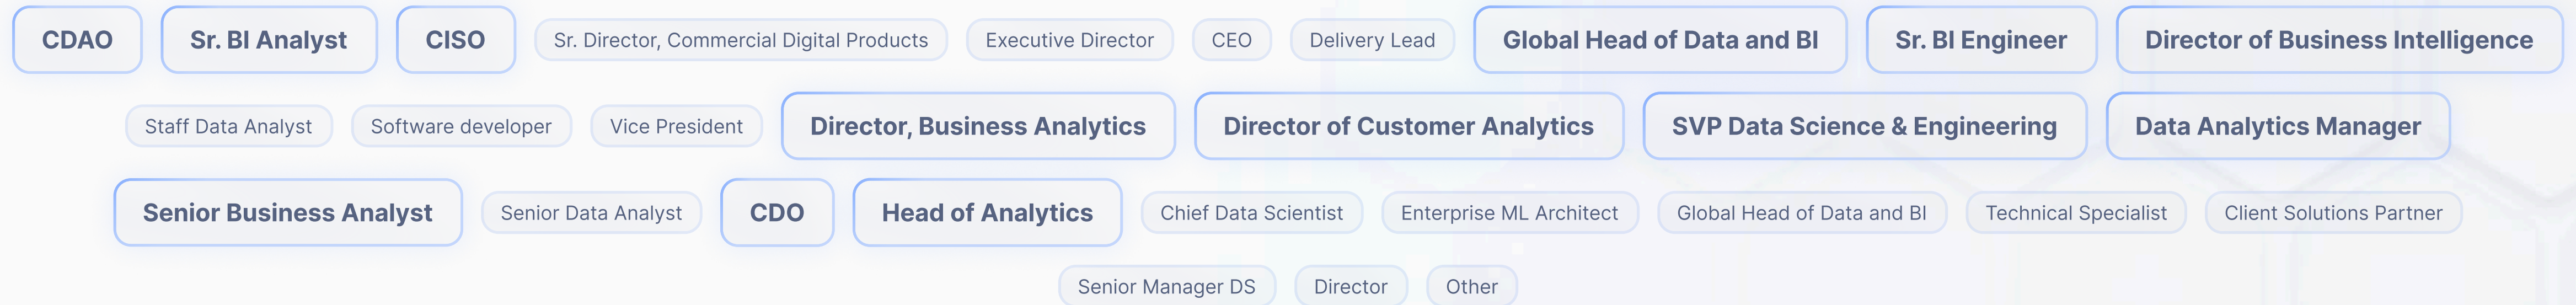 CDAO Sr. BI Analyst CISO Sr. Director, Commercial Digital Products Executive Director CEO Delivery Lead Global Head of Data and BI Sr. BI Engineer Director of Business Intelligence
Staff Data Analyst Software developer Vice President Director, Business Analytics Director of Customer Analytics SVP Data Science & Engineering Data Analytics Manager
Senior Business Analyst Senior Data Analyst CDO Head of Analytics Chief Data Scientist Enterprise ML Architect Global Head of Data and BI Technical Specialist Client Solutions Partner
Senior Manager DS Director Other